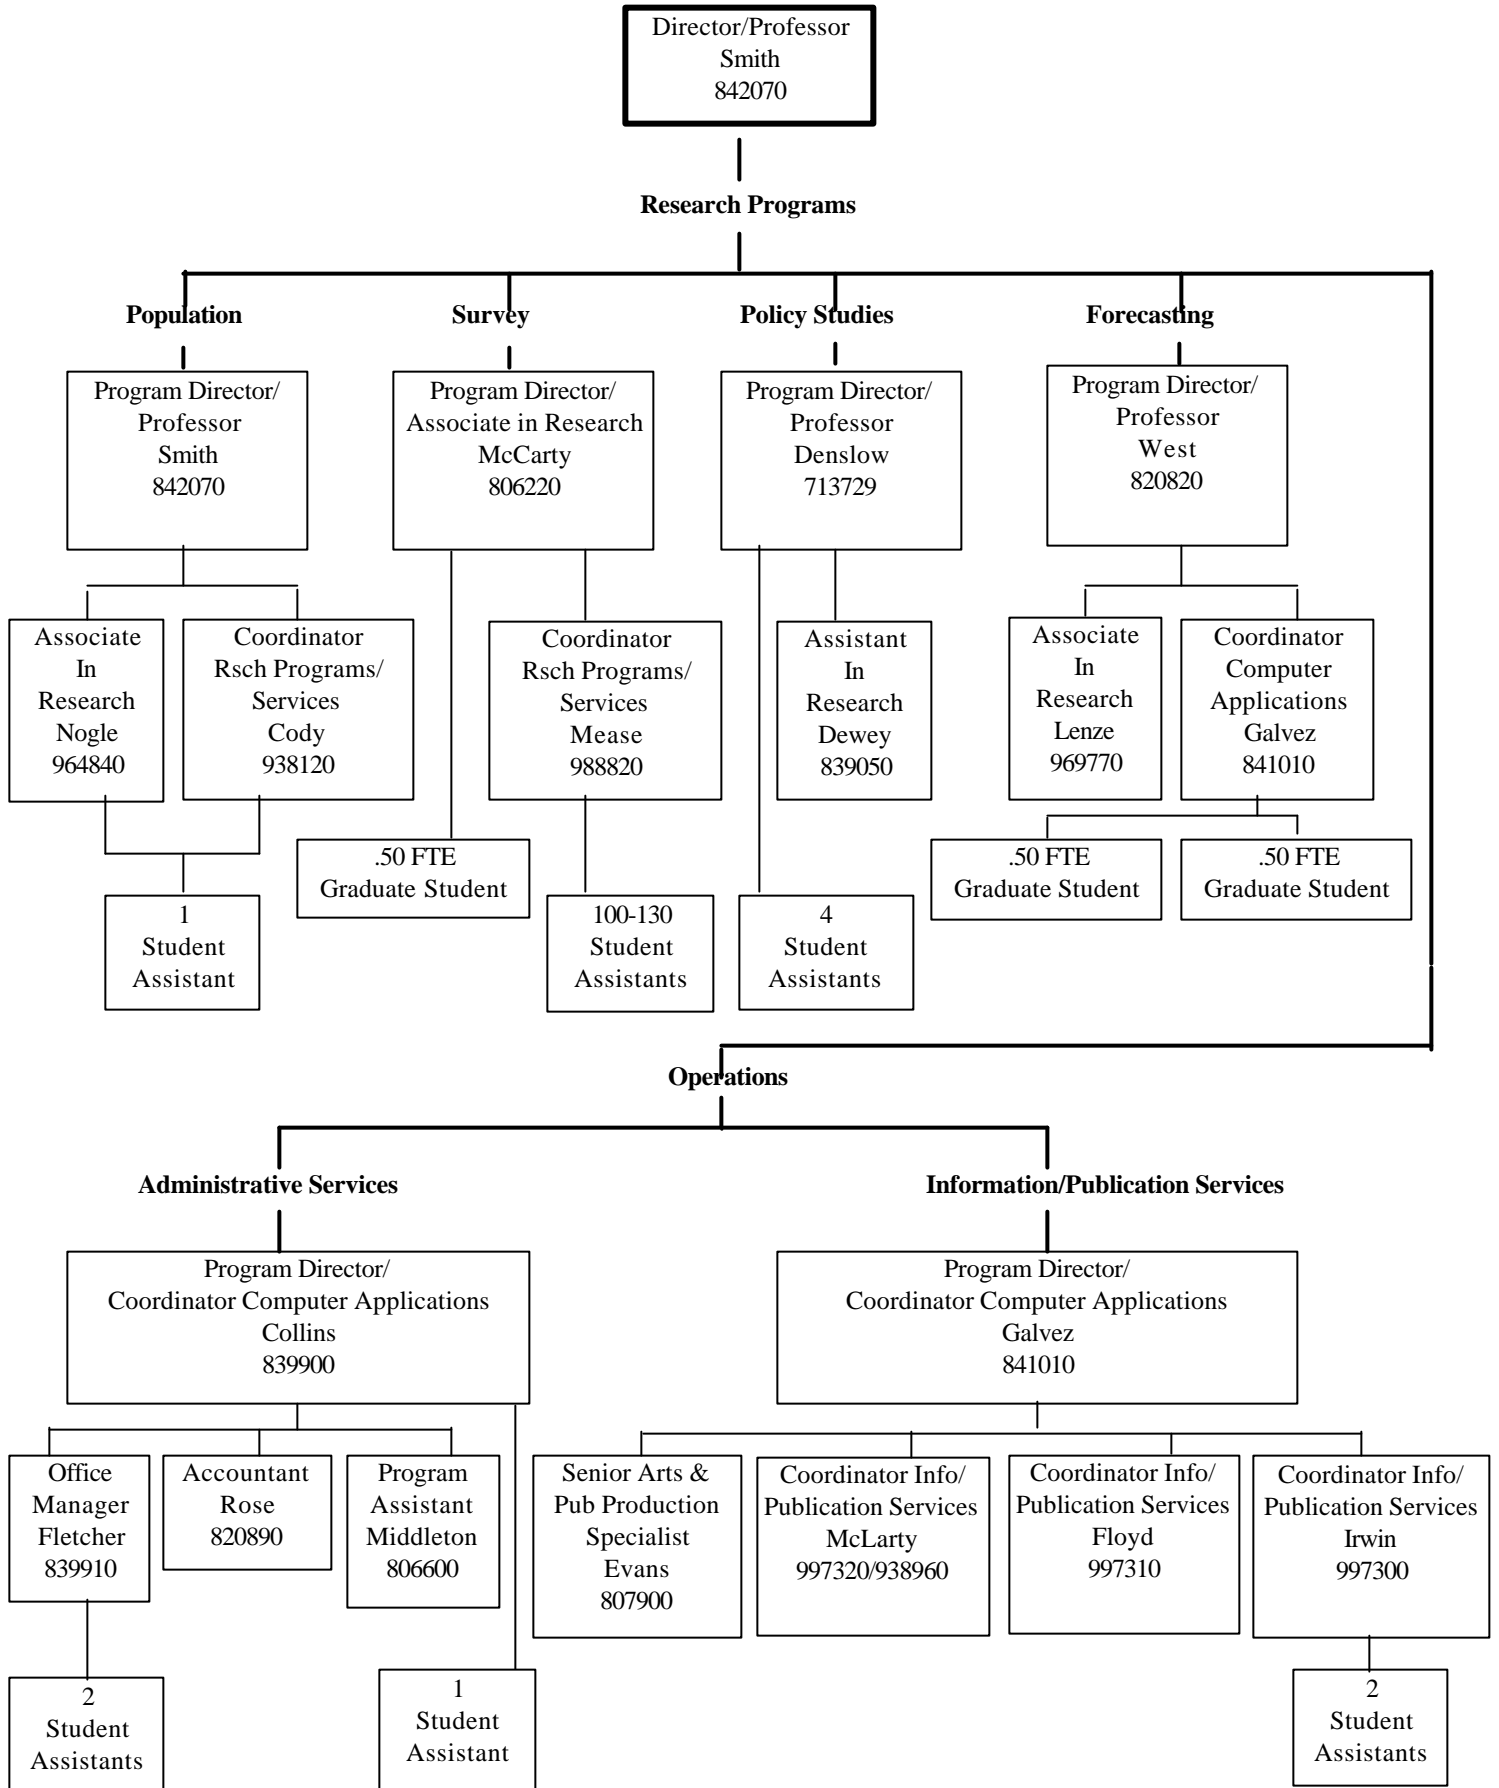 Director/Professor
Smith
842070
Research Programs
Population
Survey
Policy Studies
Forecasting
Program Director/
Professor
Smith
842070
Program Director/
Associate in Research
McCarty
806220
Program Director/
Professor
Denslow
713729
Program Director/
Professor
West
820820
Associate
In
Research
Nogle
964840
Coordinator
Rsch Programs/
Services
Cody
938120
Coordinator
Rsch Programs/
Services
Mease
988820
Assistant
In
Research
Dewey
839050
Associate
In
Research
Lenze
969770
Coordinator
Computer
Applications
Galvez
841010
.50 FTE
Graduate Student
.50 FTE
Graduate Student
.50 FTE
Graduate Student
1
Student
Assistant
100-130
Student
Assistants
4
Student
Assistants
Operations
Administrative Services
Information/Publication Services
Program Director/
Coordinator Computer Applications
Collins
839900
Program Director/
Coordinator Computer Applications
Galvez
841010
Office
Manager
Fletcher
839910
Accountant
Rose
820890
Program
Assistant
Middleton
806600
Senior Arts &
Pub Production
Specialist
Evans
807900
Coordinator Info/
Publication Services
McLarty
997320/938960
Coordinator Info/
Publication Services
Floyd
997310
Coordinator Info/
Publication Services
Irwin
997300
2
Student
Assistants
1
Student
Assistant
2
Student
Assistants